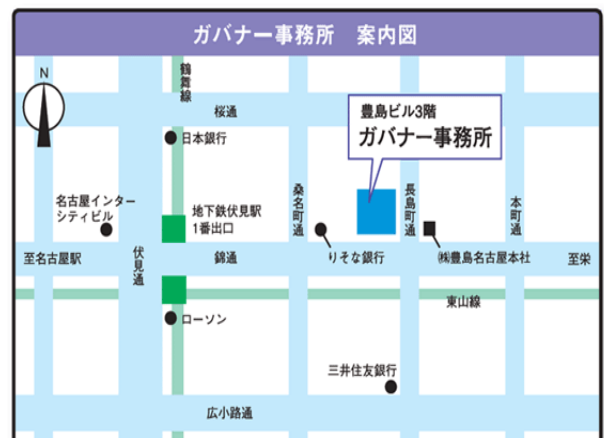 ガバナー事務所 案内図
N
鶴舞線
桜通
豊島ビル3階
ガバナー事務所
日本銀行
名古屋インター
シティビル
地下鉄伏見駅
1番出口
桑名町通
長島町通
本町通
至名古屋駅
伏見通
錦通
りそな銀行
㈱豊島名古屋本社
至栄
東山線
ローソン
三井住友銀行
広小路通